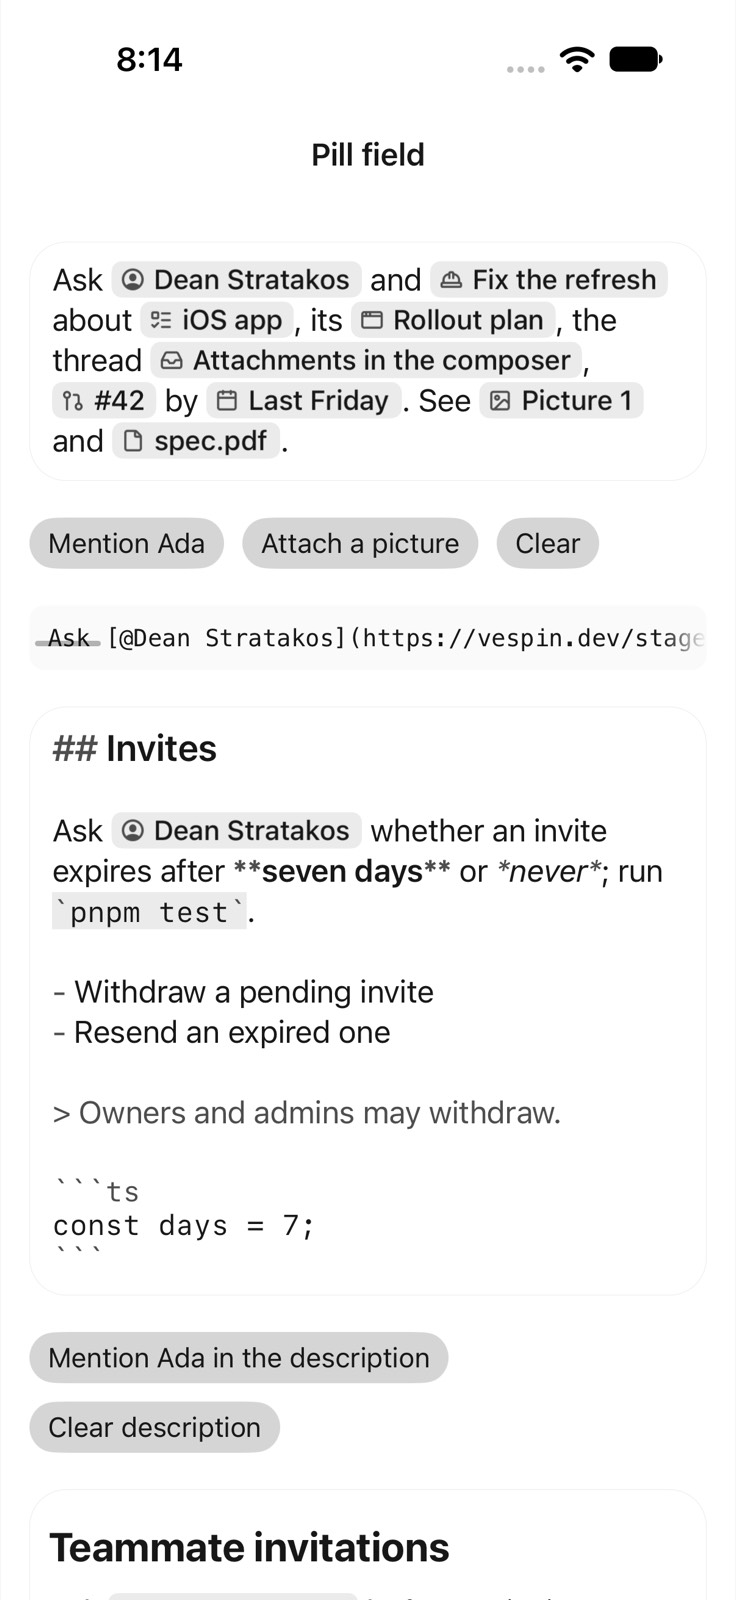 8:14
Pill field
Ask Dean Stratakos and Fix the refresh
about iOS app , its Rollout plan , the
thread Attachments in the composer ,
#42 by Last Friday . See Picture 1
and spec.pdf .
Mention Ada Attach a picture Clear
Ask [@Dean Stratakos](https://vespin.dev/stage
## Invites
Ask Dean Stratakos whether an invite
expires after **seven days** or *never*; run
`pnpm test`.
- Withdraw a pending invite
- Resend an expired one
> Owners and admins may withdraw.
```ts
const days = 7;
```
Mention Ada in the description
Clear description
Teammate invitations